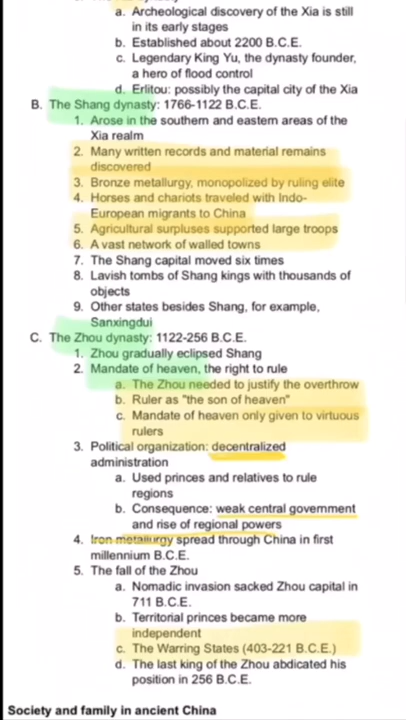 a. Archeological discovery of the Xia is still
in its early stages
b. Established about 2200 B.C.E.
c. Legendary King Yu, the dynasty founder,
a hero of flood control
d. Erlitou: possibly the capital city of the Xia
B. The Shang dynasty: 1766-1122 B.C.E.
1. Arose in the southern and eastern areas of the
Xia realm
2. Many written records and material remains
discovered
3. Bronze metallurgy, monopolized by ruling elite
4. Horses and chariots traveled with Indo-
European migrants to China
5. Agricultural surpluses supported large troops
6. A vast network of walled towns
7. The Shang capital moved six times
8. Lavish tombs of Shang kings with thousands of
objects
9. Other states besides Shang, for example,
Sanxingdui
C. The Zhou dynasty: 1122-256 B.C.E.
1. Zhou gradually eclipsed Shang
2. Mandate of heaven, the right to rule
a. The Zhou needed to justify the overthrow
b. Ruler as "the son of heaven"
c. Mandate of heaven only given to virtuous
rulers
3. Political organization: decentralized
administration
a. Used princes and relatives to rule
regions
b. Consequence: weak central government
and rise of regional powers
4. Iron metallurgy spread through China in first
millennium B.C.E.
5. The fall of the Zhou
a. Nomadic invasion sacked Zhou capital in
711 B.C.E.
b. Territorial princes became more
independent
c. The Warring States (403-221 B.C.E.)
d. The last king of the Zhou abdicated his
position in 256 B.C.E.
Society and family in ancient China